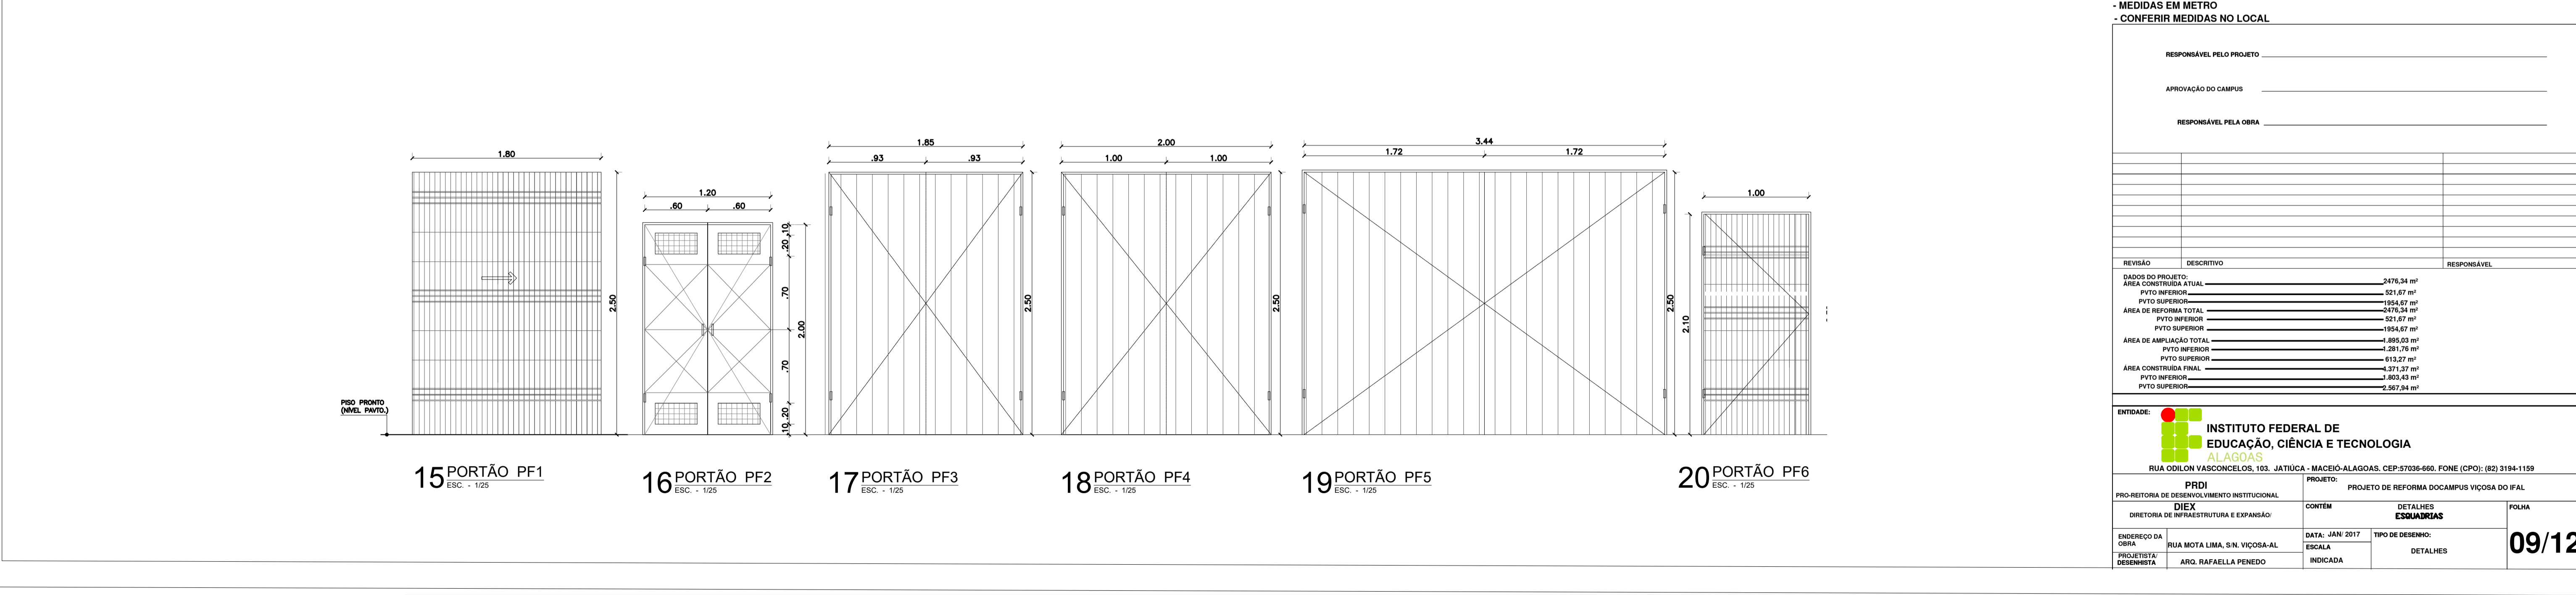 - MEDIDAS EM METRO
- CONFERIR MEDIDAS NO LOCAL
RESPONSÁVEL PELO PROJETO
APROVAÇÃO DO CAMPUS
RESPONSÁVEL PELA OBRA
REVISÃO DESCRITIVO RESPONSÁVEL
DADOS DO PROJETO:
ÁREA CONSTRUÍDA ATUAL 2476,34 m²
PVTO INFERIOR 521,67 m²
PVTO SUPERIOR 1954,67 m²
ÁREA DE REFORMA TOTAL 2476,34 m²
PVTO INFERIOR 521,67 m²
PVTO SUPERIOR 1954,67 m²
ÁREA DE AMPLIAÇÃO TOTAL 1.895,03 m²
PVTO INFERIOR 1.281,76 m²
PVTO SUPERIOR 613,27 m²
ÁREA CONSTRUÍDA FINAL 4.371,37 m²
PVTO INFERIOR 1.803,43 m²
PVTO SUPERIOR 2.567,94 m²
ENTIDADE:
INSTITUTO FEDERAL DE
EDUCAÇÃO, CIÊNCIA E TECNOLOGIA
ALAGOAS
RUA ODILON VASCONCELOS, 103. JATIÚCA - MACEIÓ-ALAGOAS. CEP:57036-660. FONE (CPO): (82) 3194-1159
PRDI
PRO-REITORIA DE DESENVOLVIMENTO INSTITUCIONAL
PROJETO:
PROJETO DE REFORMA DOCAMPUS VIÇOSA DO IFAL
DIEX
DIRETORIA DE INFRAESTRUTURA E EXPANSÃO/
CONTÉM
DETALHES
ESQUADRIAS
FOLHA
09/12
ENDEREÇO DA
OBRA
RUA MOTA LIMA, S/N. VIÇOSA-AL
DATA: JAN/ 2017
ESCALA
INDICADA
TIPO DE DESENHO:
DETALHES
PROJETISTA/
DESENHISTA
ARQ. RAFAELLA PENEDO
PISO PRONTO
(NÍVEL PAVTO.)
1.80
2.50
15 PORTÃO PF1
ESC. - 1/25
1.20
.60 .60
.10
.20
.70
.70
.20
.10
2.00
16 PORTÃO PF2
ESC. - 1/25
1.85
.93 .93
2.50
17 PORTÃO PF3
ESC. - 1/25
2.00
1.00 1.00
2.50
18 PORTÃO PF4
ESC. - 1/25
3.44
1.72 1.72
2.50
19 PORTÃO PF5
ESC. - 1/25
1.00
2.10
20 PORTÃO PF6
ESC. - 1/25